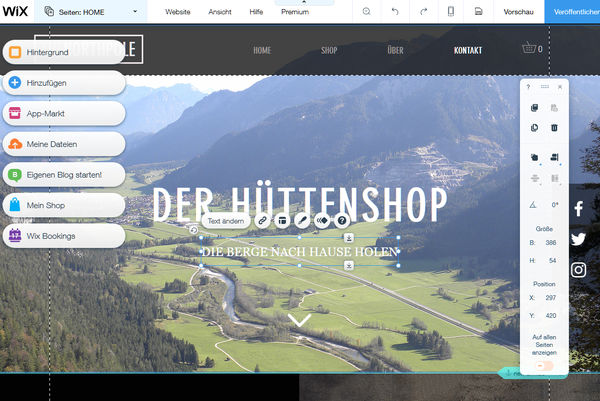 WiX
Seiten: HOME
Website
Ansicht
Hilfe
Premium
Vorschau
Veröffentlichen
HOME
SHOP
ÜBER
KONTAKT
0
Hintergrund
Hinzufügen
App-Markt
Meine Dateien
B
Eigenen Blog starten!
Mein Shop
Wix Bookings
DER HÜTTENSHOP
Text ändern
?
DIE BERGE NACH HAUSE HOLEN
?
0°
Größe
B: 386
H: 54
Position
X: 297
Y: 420
Auf allen
Seiten
anzeigen